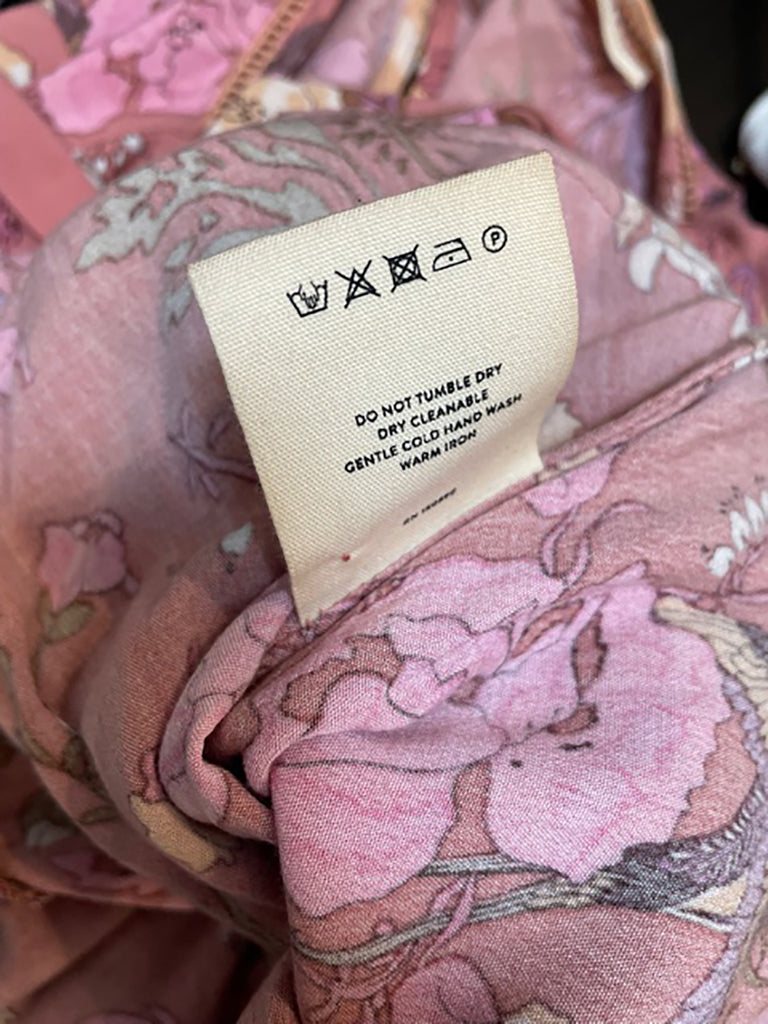 P
DO NOT TUMBLE DRY
DRY CLEANABLE
GENTLE COLD HAND WASH
WARM IRON